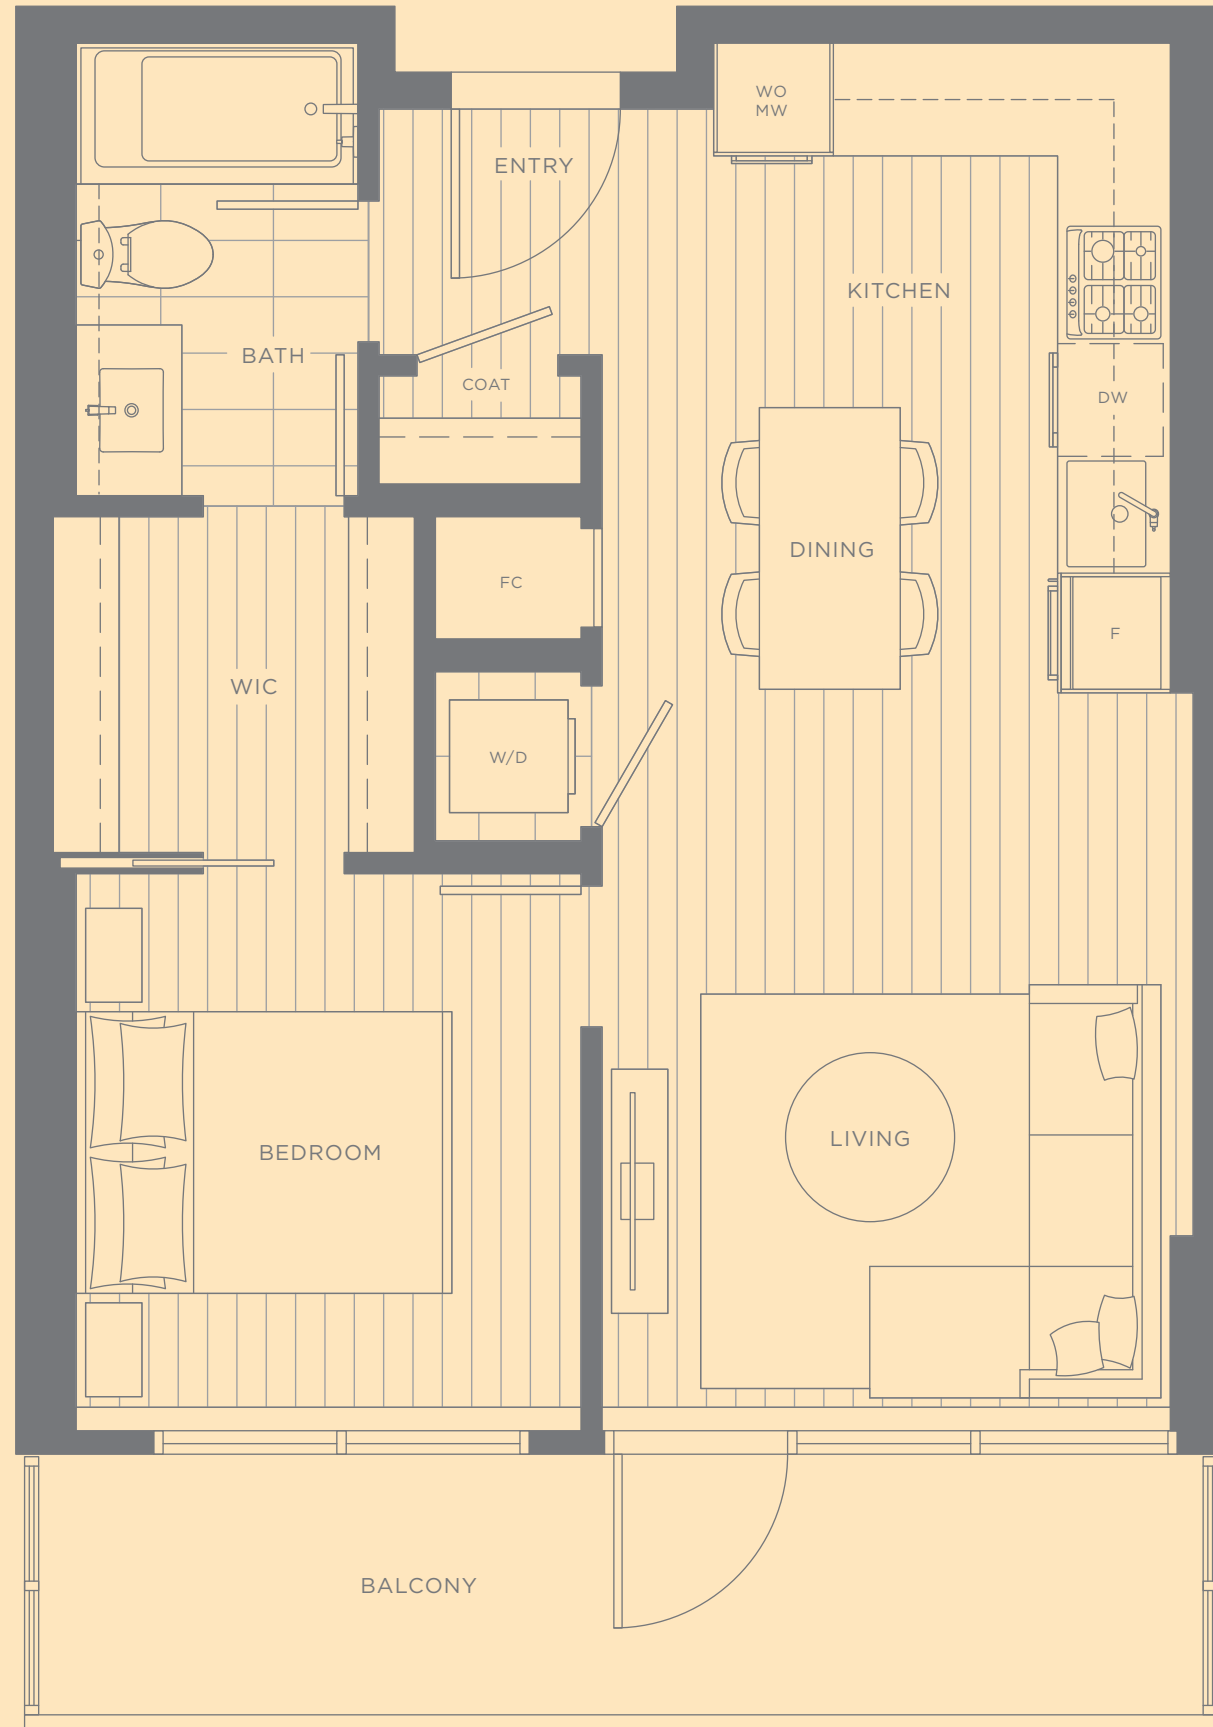 WO
MW
ENTRY
KITCHEN
BATH
COAT
DW
DINING
FC
F
WIC
W/D
LIVING
BEDROOM
BALCONY